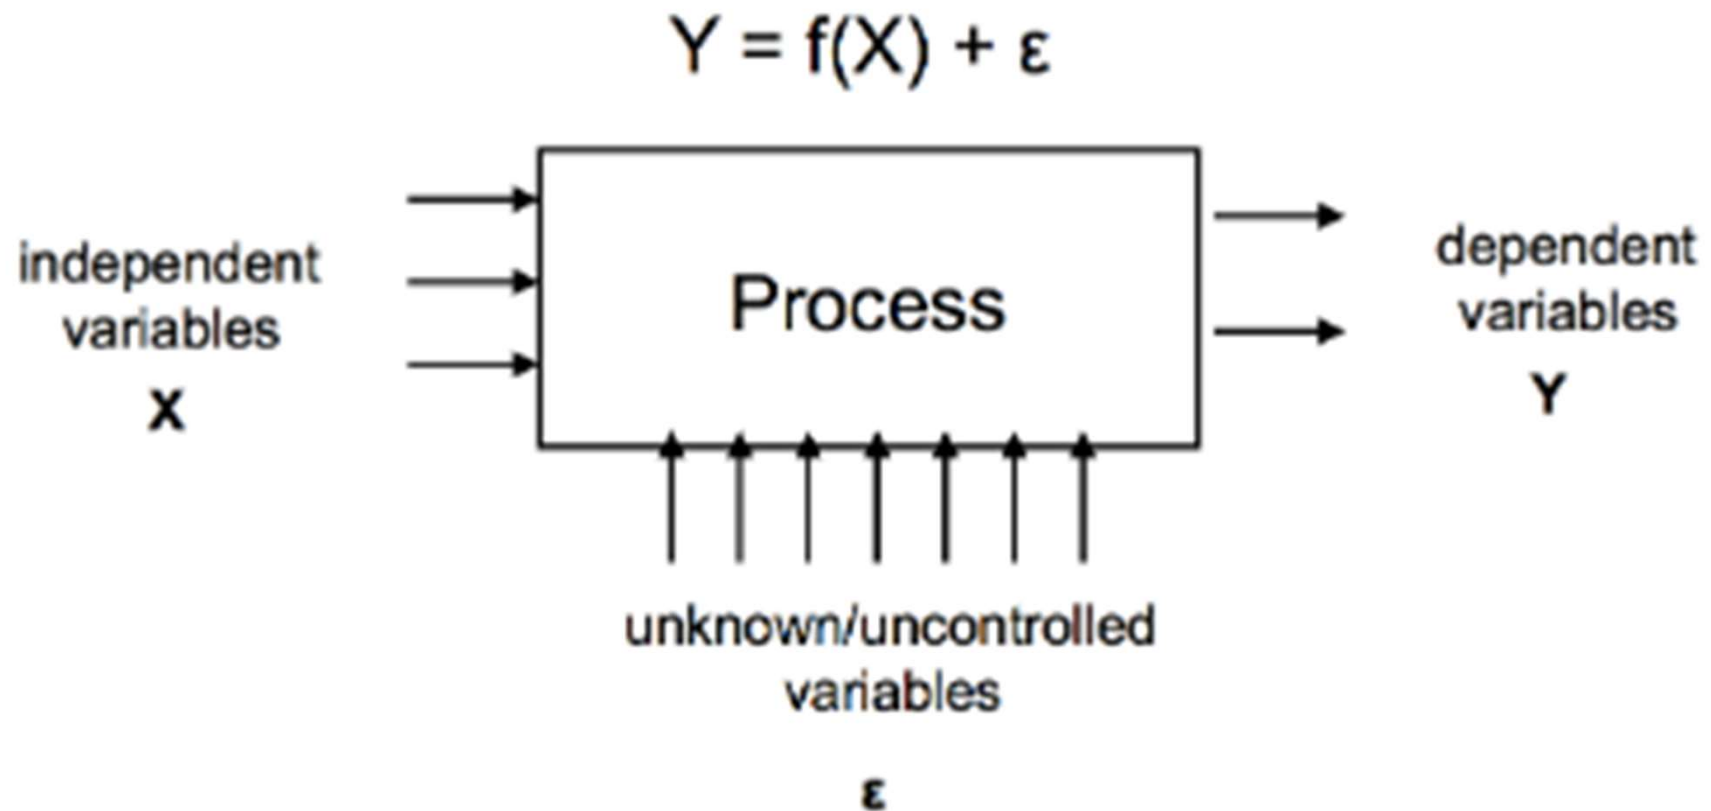 Y = f(X) + ε
independent
variables
X
Process
dependent
variables
Y
unknown/uncontrolled
variables
ε